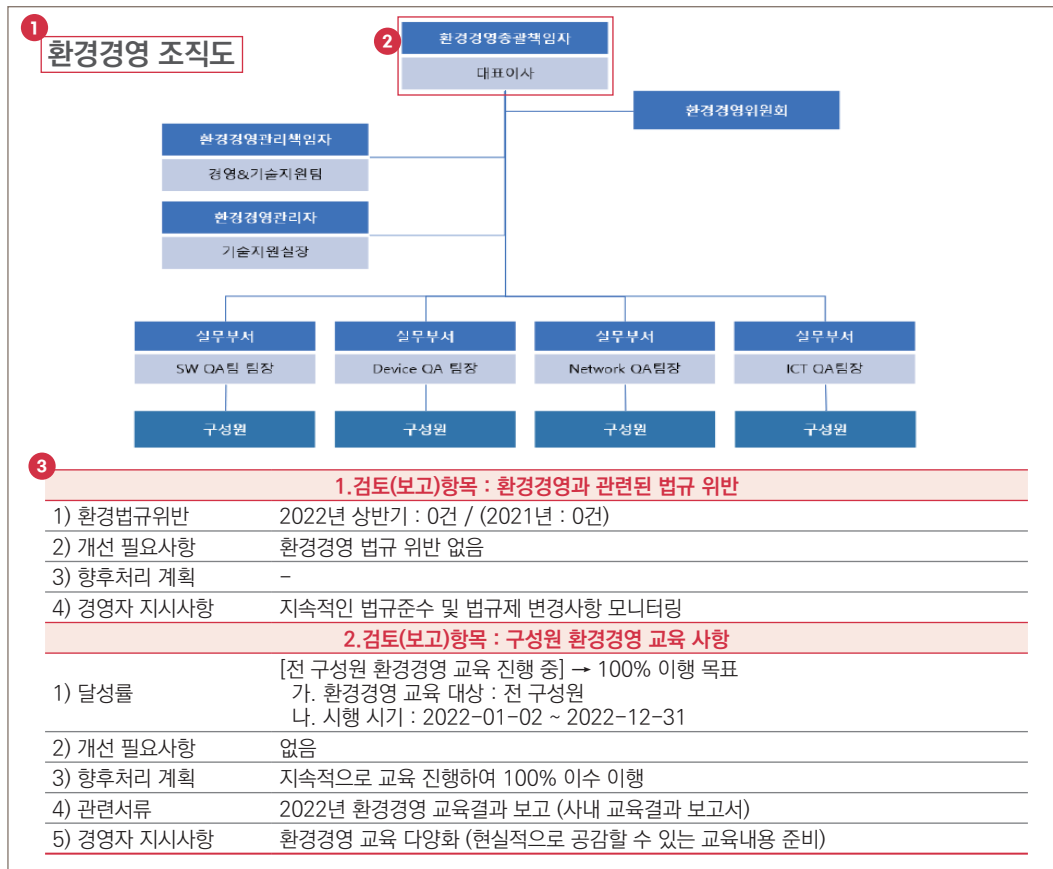 1
환경경영 조직도
2
환경경영총괄책임자
대표이사
환경경영위원회
환경경영관리책임자
경영&기술지원팀
환경경영관리자
기술지원실장
실무부서 실무부서 실무부서 실무부서
SW QA팀 팀장 Device QA 팀장 Network QA팀장 ICT QA팀장
구성원 구성원 구성원 구성원
3
1.검토(보고)항목 : 환경경영과 관련된 법규 위반
1) 환경법규위반 2022년 상반기 : 0건 / (2021년 : 0건)
2) 개선 필요사항 환경경영 법규 위반 없음
3) 향후처리 계획 –
4) 경영자 지시사항 지속적인 법규준수 및 법규제 변경사항 모니터링
2.검토(보고)항목 : 구성원 환경경영 교육 사항
1) 달성률 [전 구성원 환경경영 교육 진행 중] → 100% 이행 목표
가. 환경경영 교육 대상 : 전 구성원
나. 시행 시기 : 2022-01-02 ~ 2022-12-31
2) 개선 필요사항 없음
3) 향후처리 계획 지속적으로 교육 진행하여 100% 이수 이행
4) 관련서류 2022년 환경경영 교육결과 보고 (사내 교육결과 보고서)
5) 경영자 지시사항 환경경영 교육 다양화 (현실적으로 공감할 수 있는 교육내용 준비)